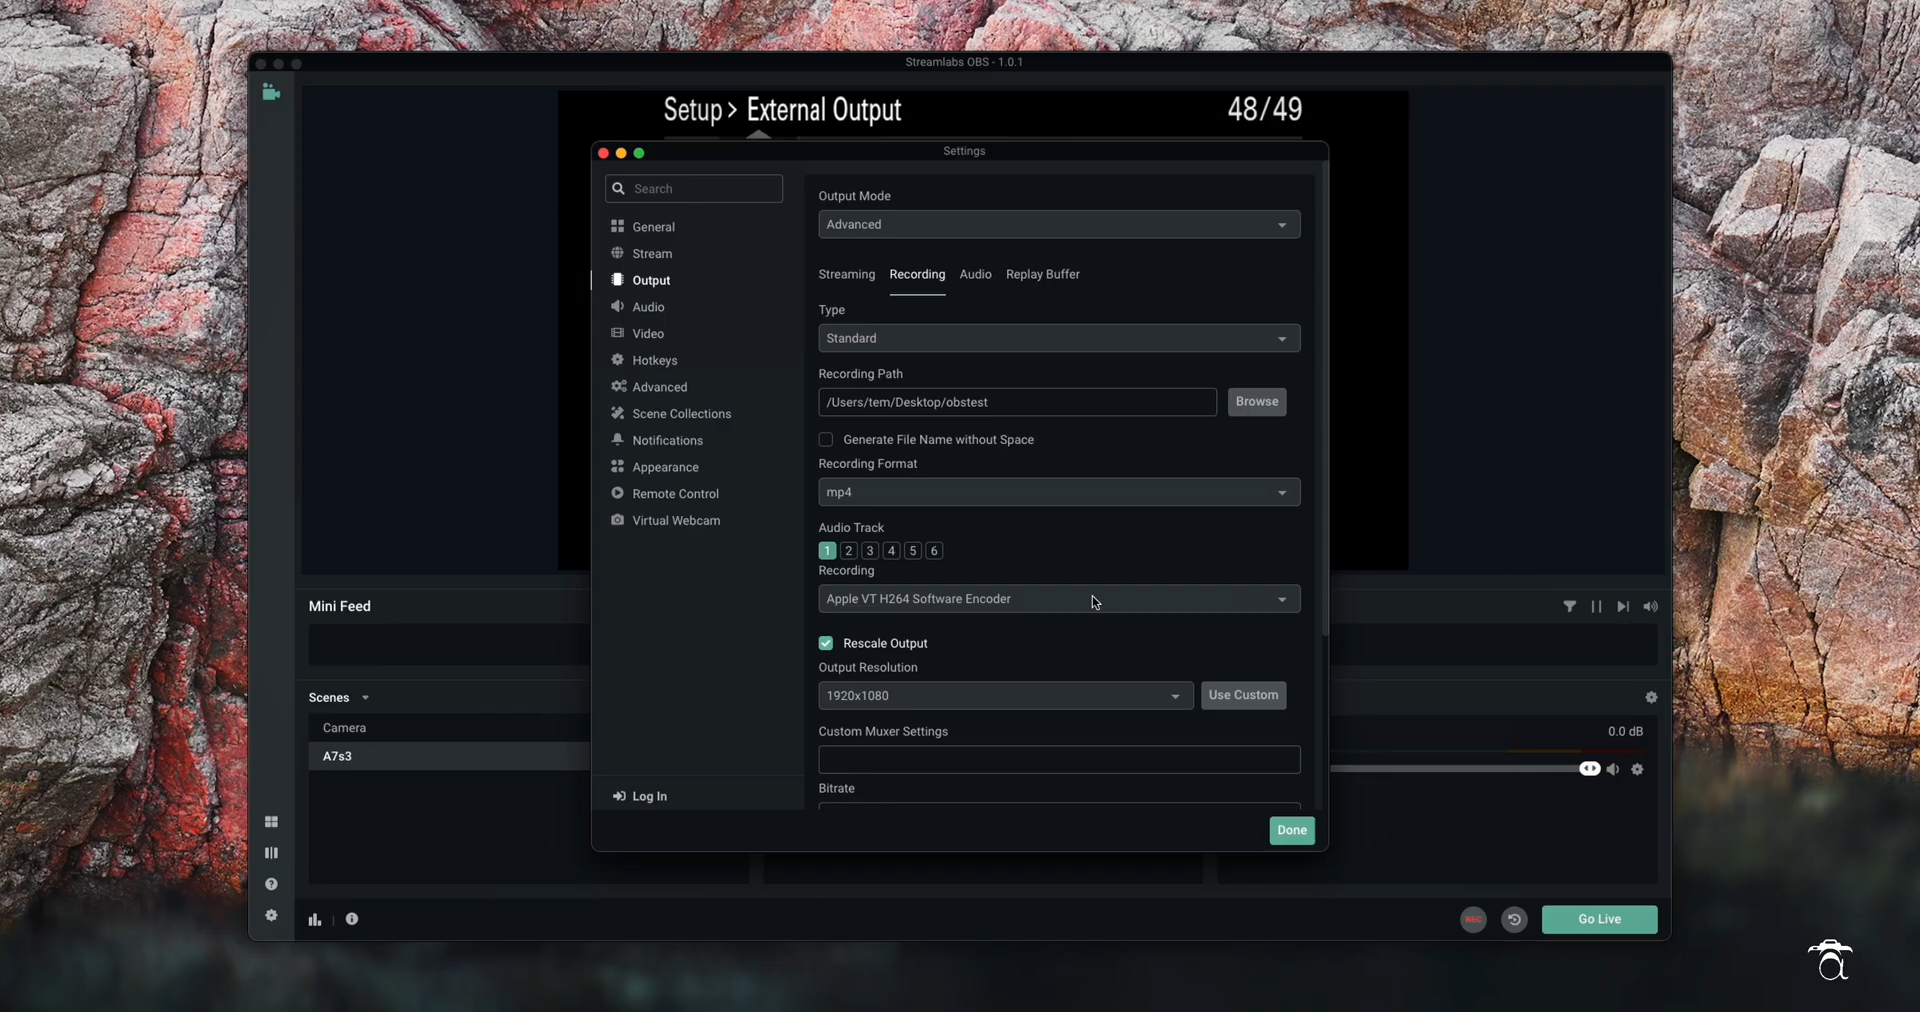 Streamlabs OBS - 1.0.1
Setup > External Output 48/49
Settings
Search
General
Stream
Output
Audio
Video
Hotkeys
Advanced
Scene Collections
Notifications
Appearance
Remote Control
Virtual Webcam
Log In
Output Mode
Advanced
Streaming Recording Audio Replay Buffer
Type
Standard
Recording Path
/Users/tem/Desktop/obstest Browse
Generate File Name without Space
Recording Format
mp4
Audio Track
1 2 3 4 5 6
Recording
Apple VT H264 Software Encoder
Rescale Output
Output Resolution
1920x1080 Use Custom
Custom Muxer Settings
Bitrate
Done
Mini Feed
Scenes
Camera
A7s3
0.0 dB
REC
Go Live